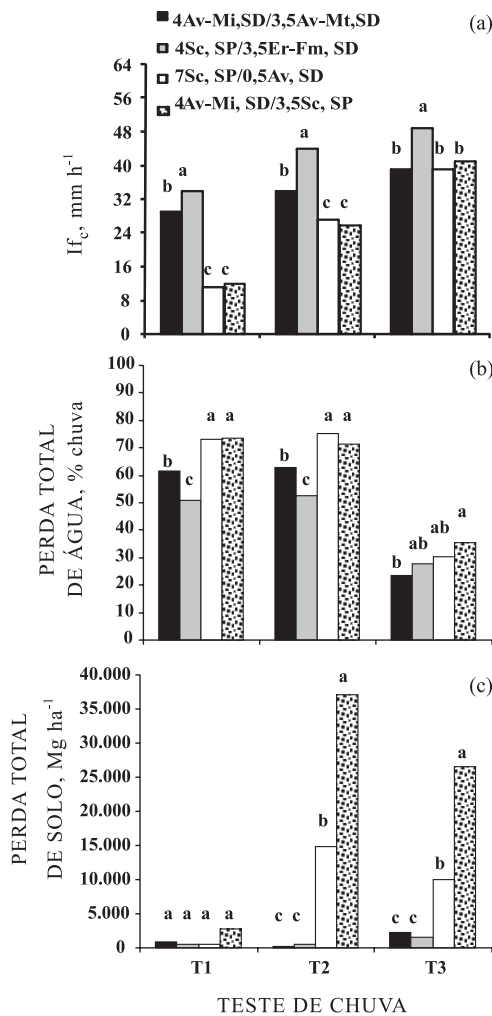 (a)
4Av-Mi,SD/3,5Av-Mt,SD
4Sc, SP/3,5Er-Fm, SD
7Sc, SP/0,5Av, SD
4Av-Mi, SD/3,5Sc, SP
If_c, mm h⁻¹
64
56
48
40
32
24
16
8
0
b a c c
b a c c
b a b b
(b)
PERDA TOTAL
DE ÁGUA, % chuva
100
90
80
70
60
50
40
30
20
10
0
b c a a
b c a a
b ab ab a
(c)
PERDA TOTAL
DE SOLO, Mg ha⁻¹
40.000
35.000
30.000
25.000
20.000
15.000
10.000
5.000
0
a a a a
c c b a
c c b a
T1 T2 T3
TESTE DE CHUVA